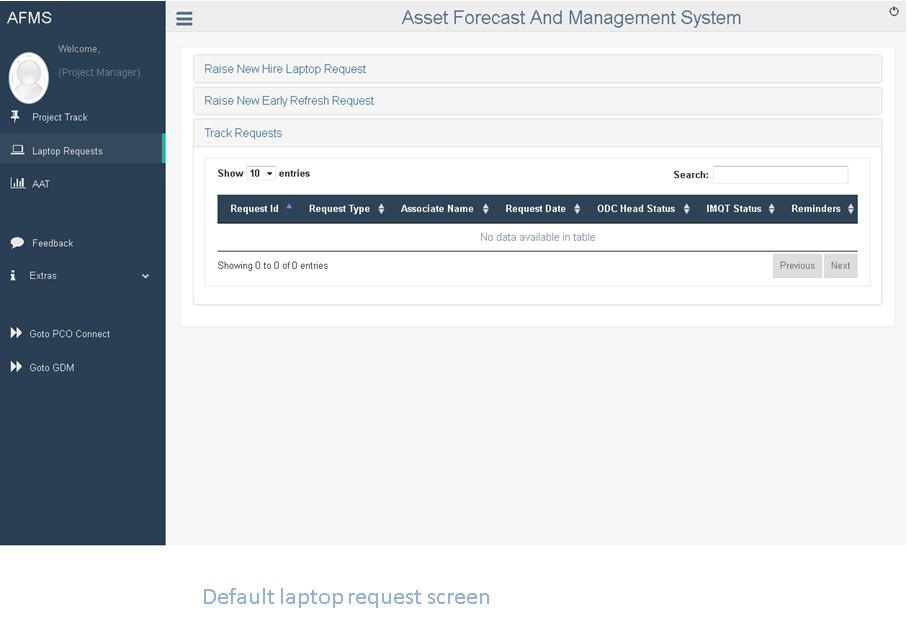 AFMS
Asset Forecast And Management System
Welcome,
(Project Manager)
Project Track
Laptop Requests
AAT
Feedback
Extras
Goto PCO Connect
Goto GDM
Raise New Hire Laptop Request
Raise New Early Refresh Request
Track Requests
Show 10 entries Search:
Request Id Request Type Associate Name Request Date ODC Head Status IMQT Status Reminders
No data available in table
Showing 0 to 0 of 0 entries Previous Next
Default laptop request screen